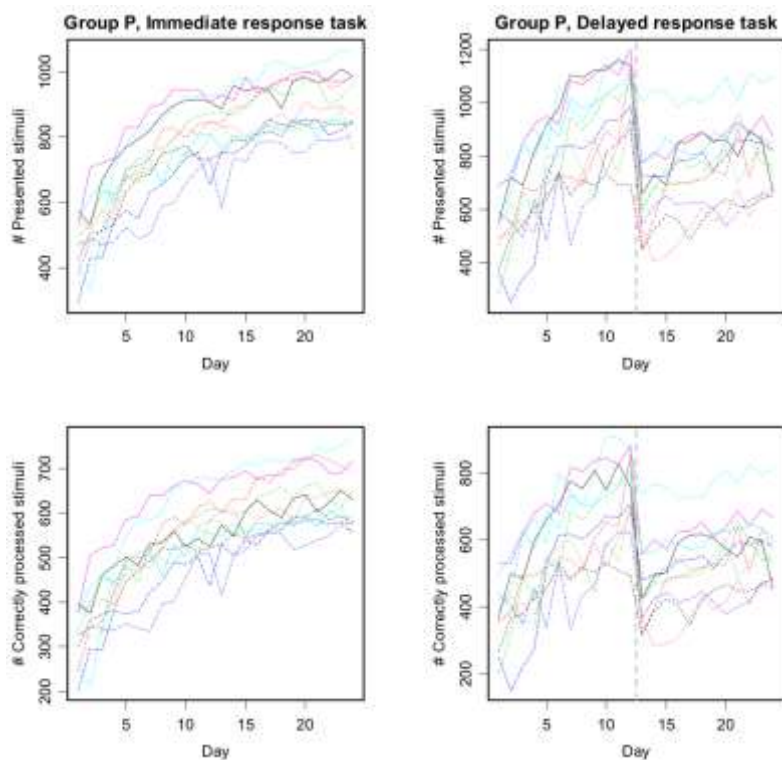 Group P, Immediate response task
# Presented stimuli
400 600 800 1000
5 10 15 20
Day
Group P, Delayed response task
# Presented stimuli
400 600 800 1000 1200
5 10 15 20
Day
# Correctly processed stimuli
200 300 400 500 600 700
5 10 15 20
Day
# Correctly processed stimuli
200 400 600 800
5 10 15 20
Day